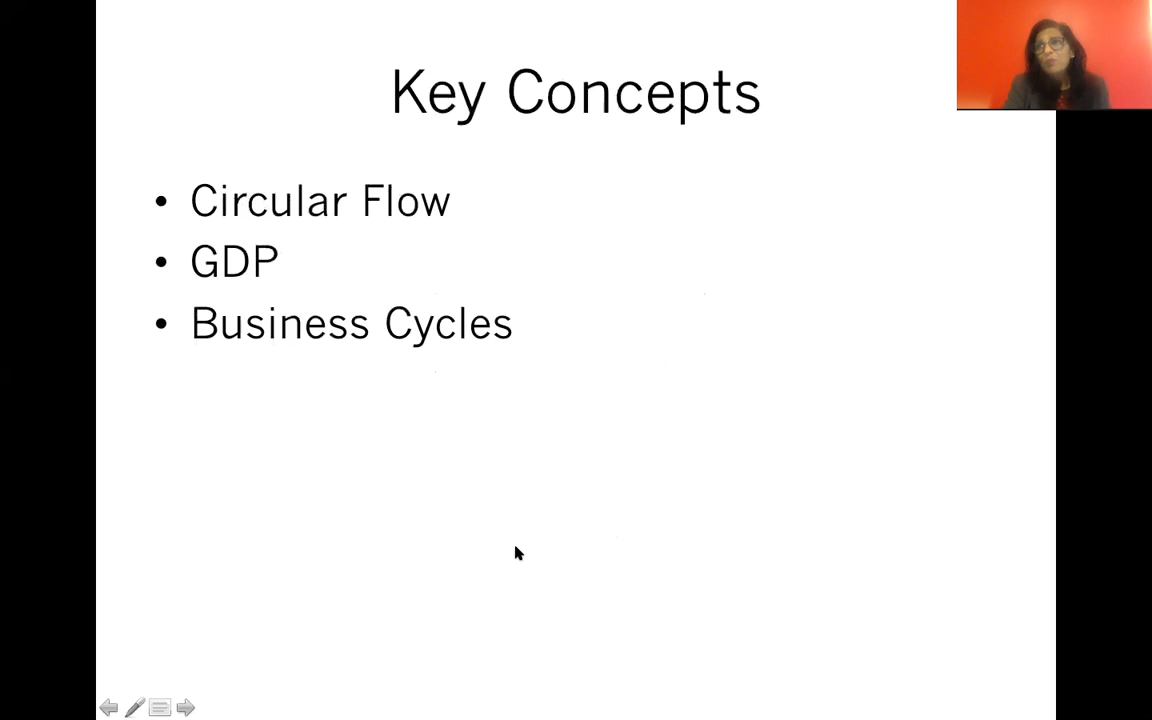 Key Concepts
• Circular Flow
• GDP
• Business Cycles